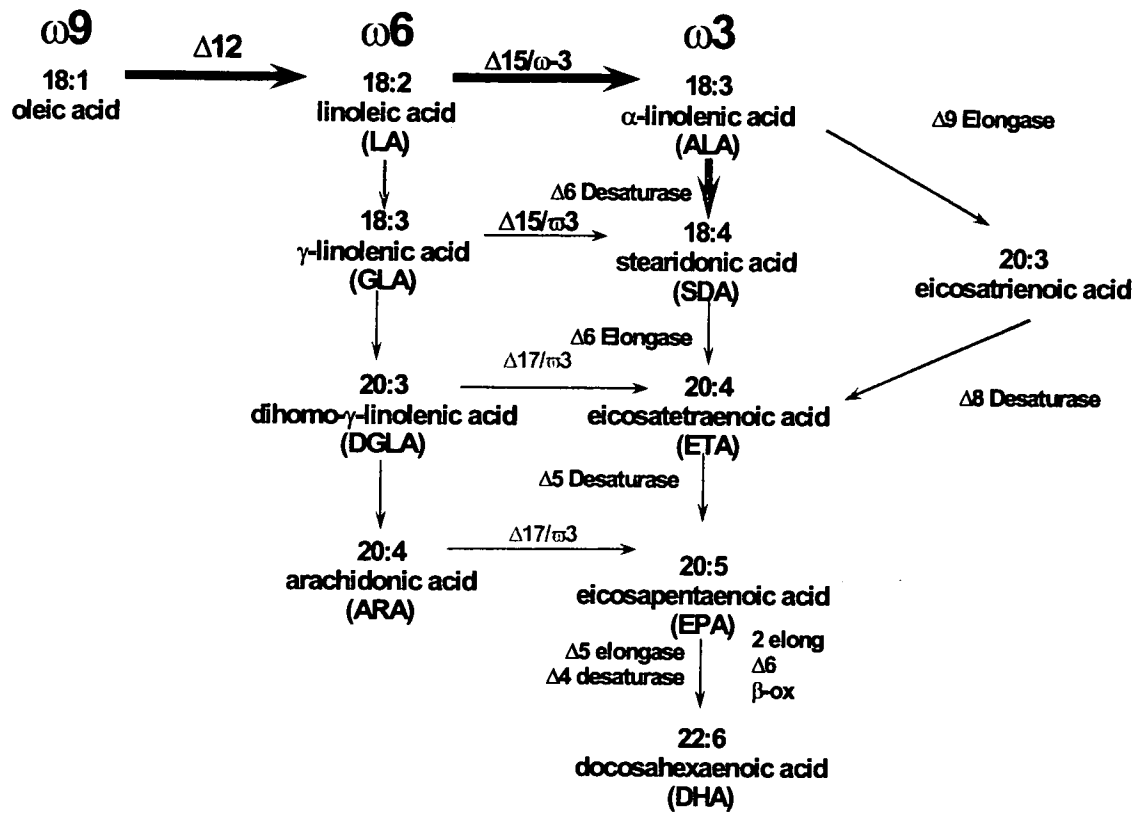 ω9
ω6
ω3
Δ12
Δ15/ω-3
18:1
oleic acid
18:2
linoleic acid
(LA)
18:3
α-linolenic acid
(ALA)
Δ9 Elongase
Δ6 Desaturase
18:3
γ-linolenic acid
(GLA)
Δ15/ϖ3
18:4
stearidonic acid
(SDA)
20:3
eicosatrienoic acid
Δ6 Elongase
Δ17/ϖ3
20:3
dihomo-γ-linolenic acid
(DGLA)
20:4
eicosatetraenoic acid
(ETA)
Δ8 Desaturase
Δ5 Desaturase
Δ17/ϖ3
20:4
arachidonic acid
(ARA)
20:5
eicosapentaenoic acid
(EPA)
Δ5 elongase
Δ4 desaturase
2 elong
Δ6
β-ox
22:6
docosahexaenoic acid
(DHA)